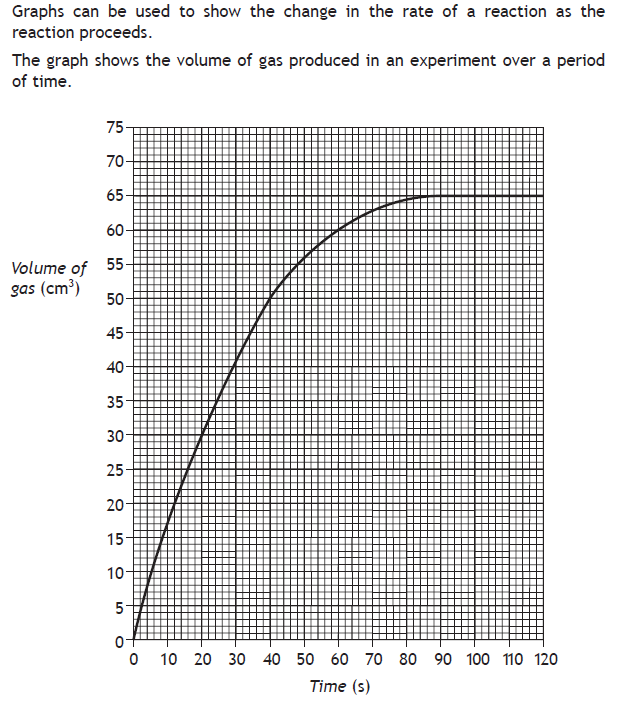 Graphs can be used to show the change in the rate of a reaction as the
reaction proceeds.
The graph shows the volume of gas produced in an experiment over a period
of time.
75
70
65
60
Volume of
gas (cm³)
55
50
45
40
35
30
25
20
15
10
5
0
0 10 20 30 40 50 60 70 80 90 100 110 120
Time (s)